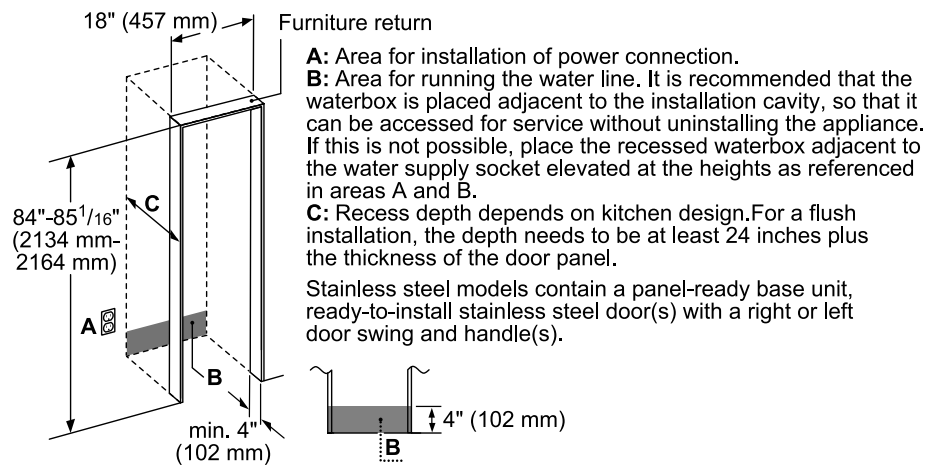 18" (457 mm)
Furniture return
A: Area for installation of power connection.
B: Area for running the water line. It is recommended that the
waterbox is placed adjacent to the installation cavity, so that it
can be accessed for service without uninstalling the appliance.
If this is not possible, place the recessed waterbox adjacent to
the water supply socket elevated at the heights as referenced
in areas A and B.
C: Recess depth depends on kitchen design.For a flush
installation, the depth needs to be at least 24 inches plus
the thickness of the door panel.
Stainless steel models contain a panel-ready base unit,
ready-to-install stainless steel door(s) with a right or left
door swing and handle(s).
C
84"-85 1/16"
(2134 mm-
2164 mm)
A
B
min. 4"
(102 mm)
4" (102 mm)
B